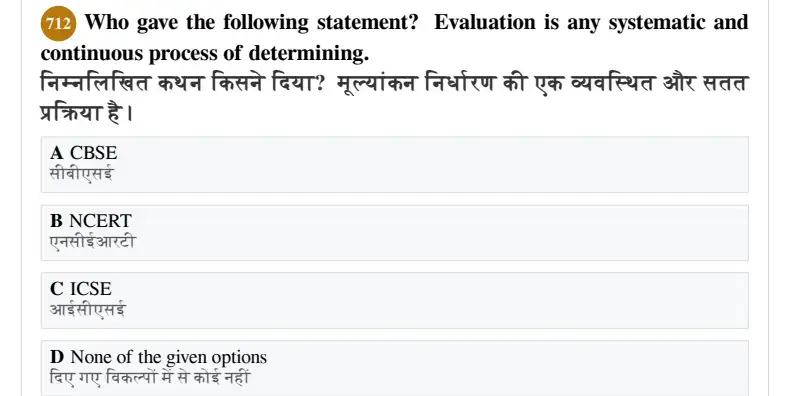 712 Who gave the following statement? Evaluation is any systematic and
continuous process of determining.
निम्नलिखित कथन किसने दिया? मूल्यांकन निर्धारण की एक व्यवस्थित और सतत
प्रक्रिया है।
A CBSE
सीबीएसई
B NCERT
एनसीईआरटी
C ICSE
आईसीएसई
D None of the given options
दिए गए विकल्पों में से कोई नहीं